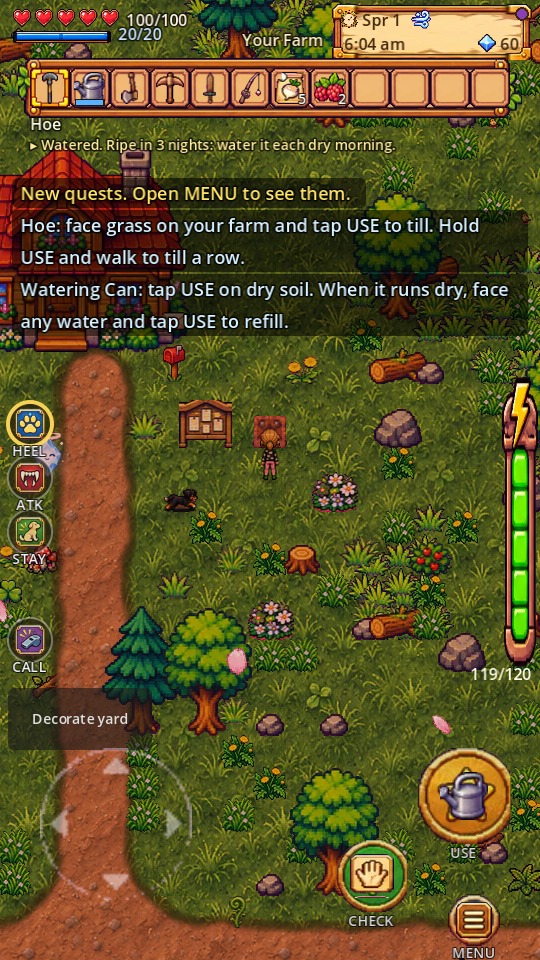 100/100
20/20
Your Farm
Spr 1
6:04 am
60
5
2
Hoe
▸ Watered. Ripe in 3 nights: water it each dry morning.
New quests. Open MENU to see them.
Hoe: face grass on your farm and tap USE to till. Hold
USE and walk to till a row.
Watering Can: tap USE on dry soil. When it runs dry, face
any water and tap USE to refill.
HEEL
ATK
STAY
CALL
119/120
Decorate yard
USE
CHECK
MENU